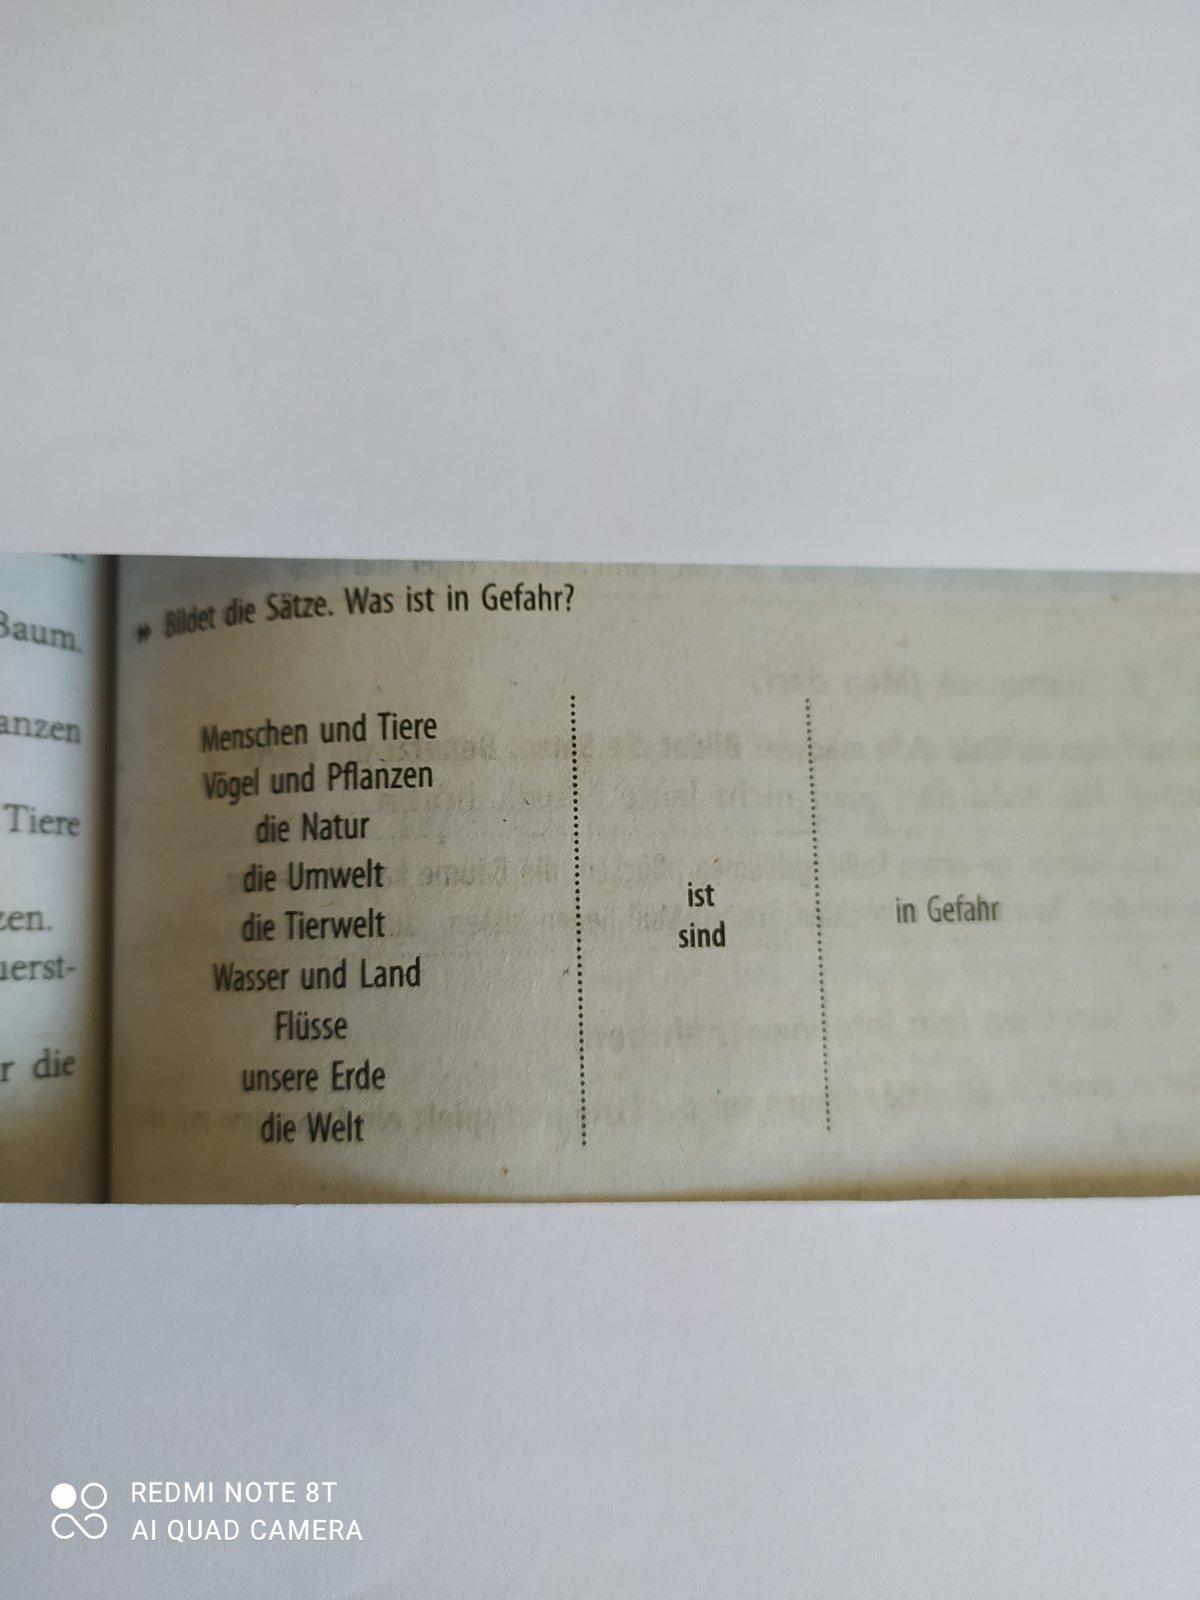 Baum.
anzen
Tiere
zen.
uerst-
r die
» Bildet die Sätze. Was ist in Gefahr?
Menschen und Tiere
Vögel und Pflanzen
die Natur
die Umwelt
die Tierwelt
Wasser und Land
Flüsse
unsere Erde
die Welt
ist
sind
in Gefahr
REDMI NOTE 8T
AI QUAD CAMERA